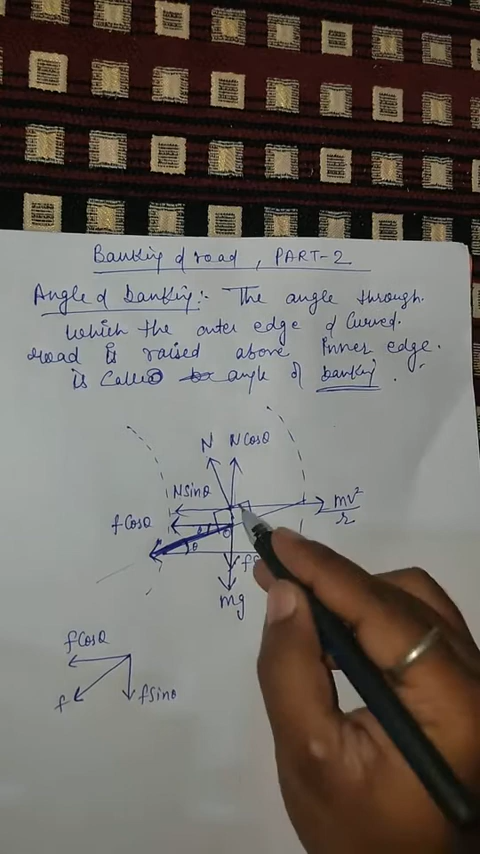 Banking of road, PART-2
Angle of banking:- The angle through
which the outer edge of Curved
road is raised above Inner edge.
is Called angle of banking.
N NCosθ
NSinθ
mv²
r
fCosθ
θ
θ
mg
fCosθ
f
fSinθ